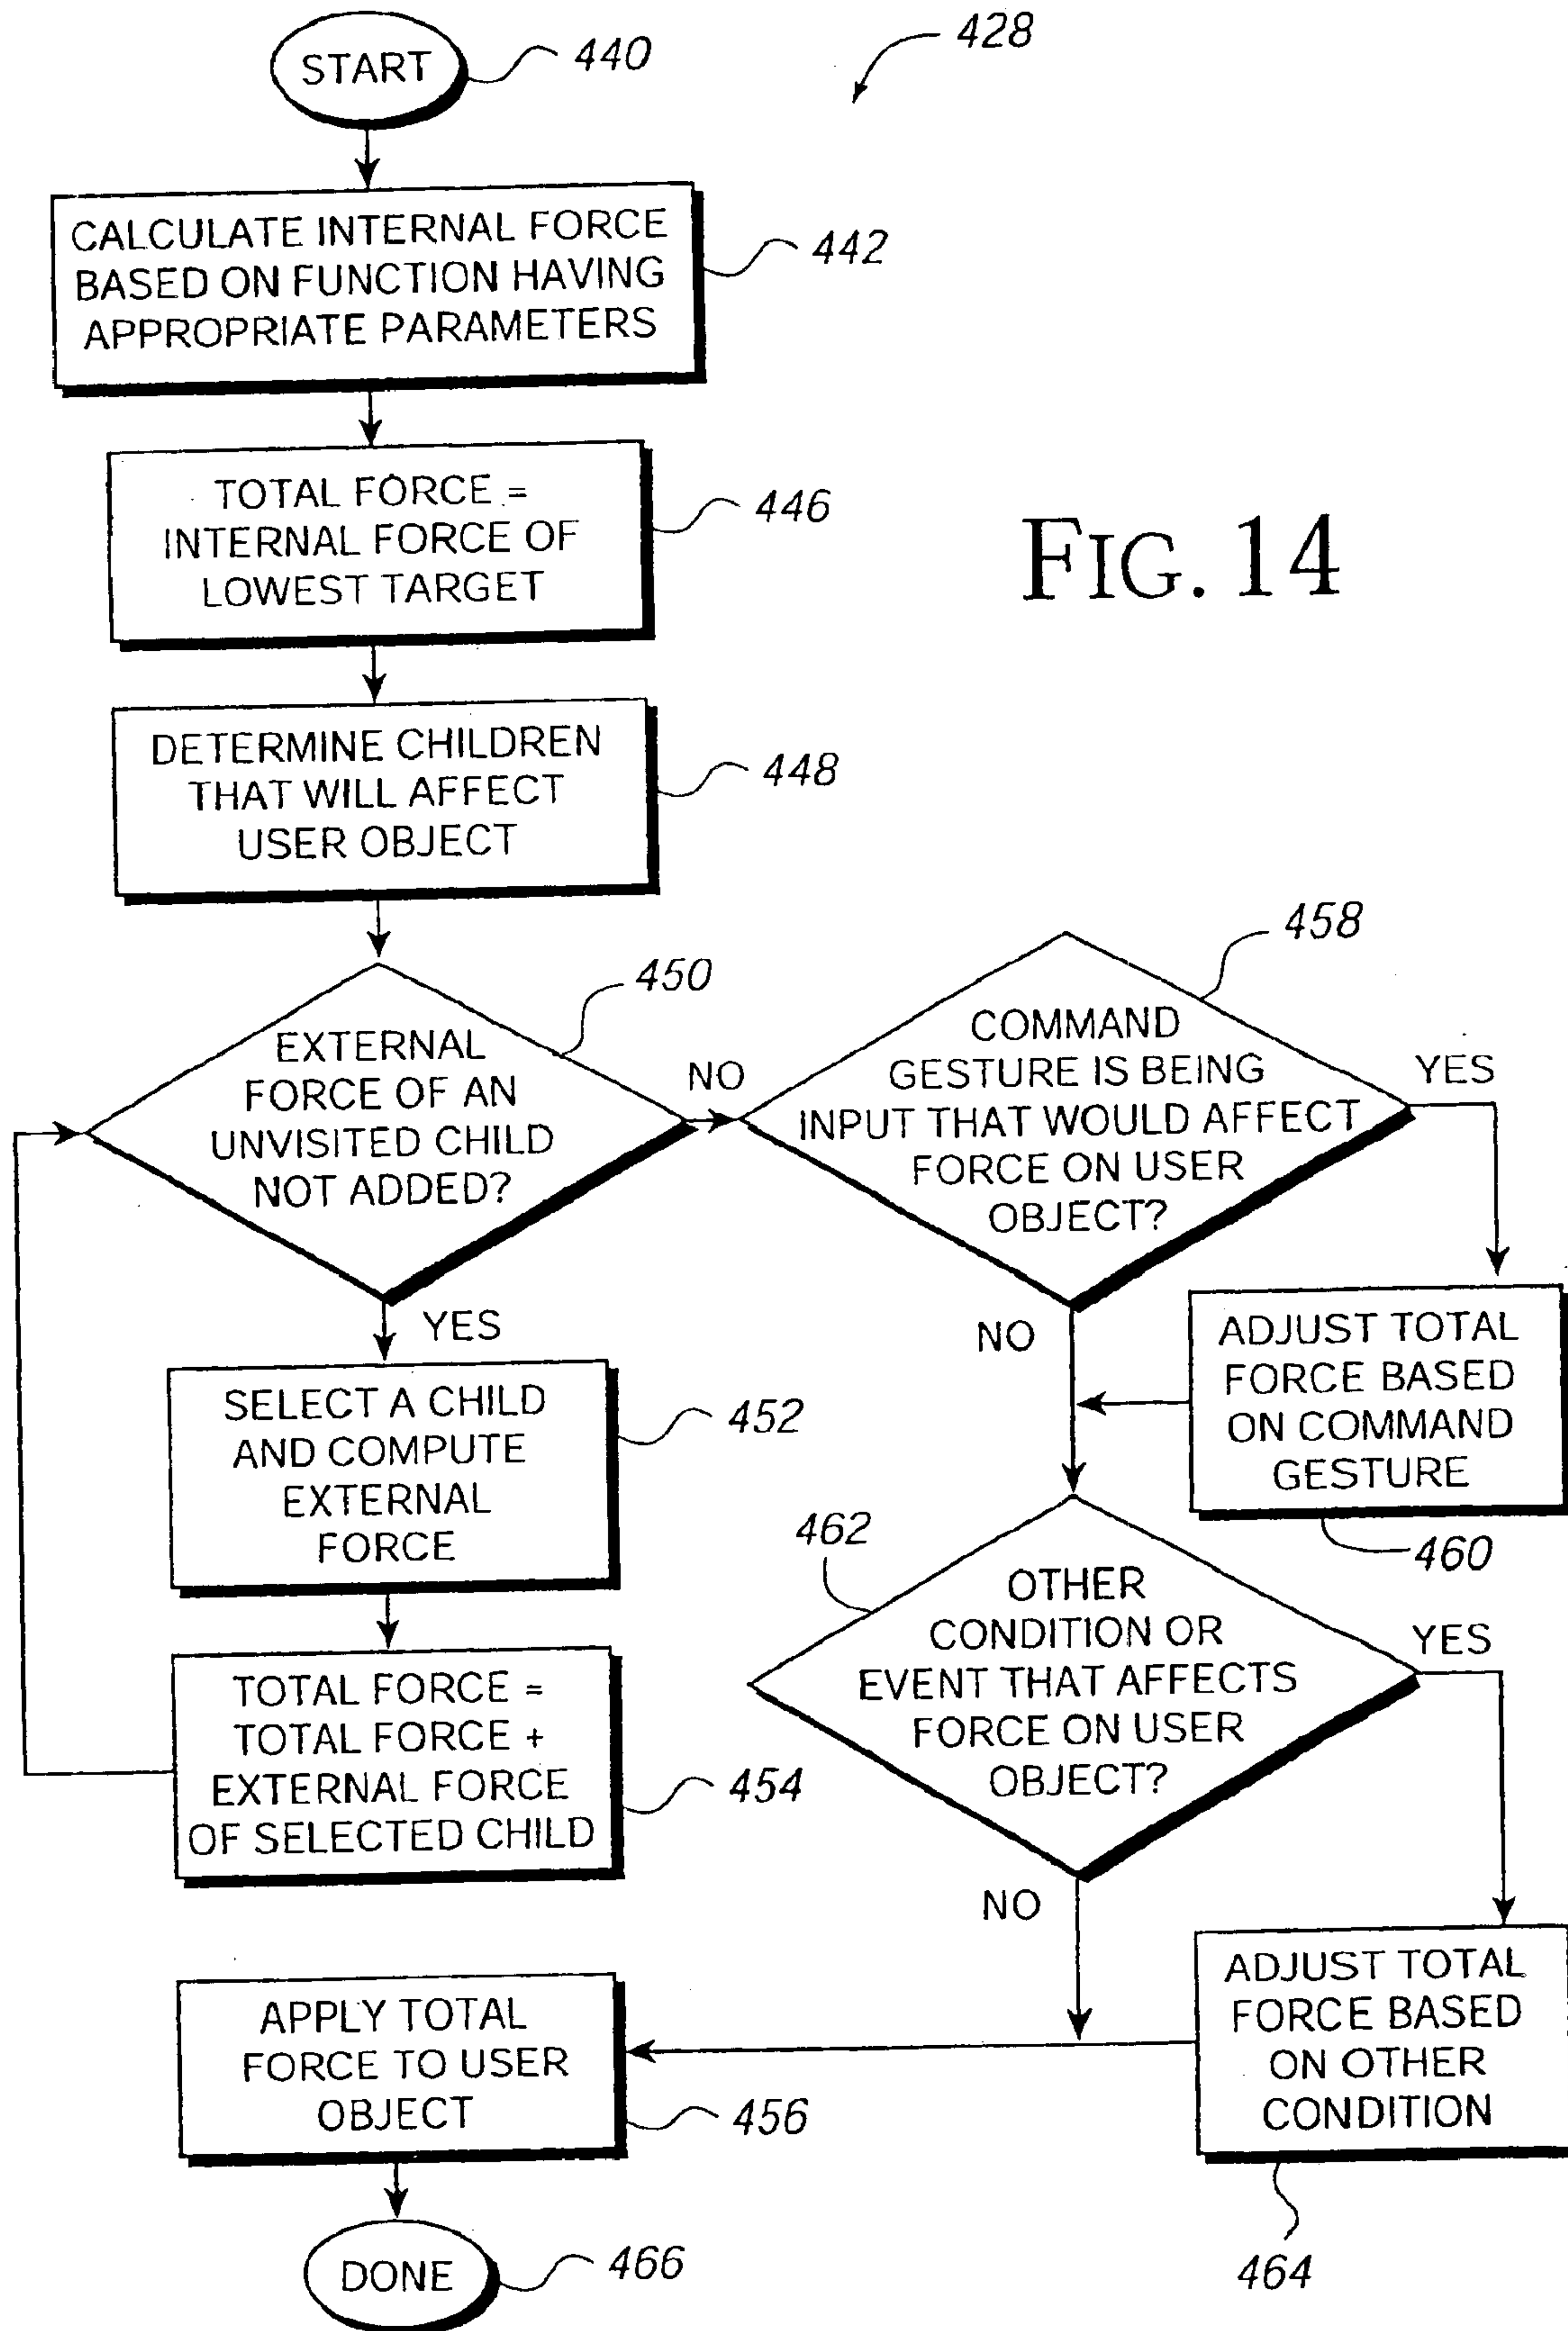 START
440
428
CALCULATE INTERNAL FORCE
BASED ON FUNCTION HAVING
APPROPRIATE PARAMETERS
442
TOTAL FORCE =
INTERNAL FORCE OF
LOWEST TARGET
446
FIG. 14
DETERMINE CHILDREN
THAT WILL AFFECT
USER OBJECT
448
EXTERNAL
FORCE OF AN
UNVISITED CHILD
NOT ADDED?
450
NO
YES
COMMAND
GESTURE IS BEING
INPUT THAT WOULD AFFECT
FORCE ON USER
OBJECT?
458
YES
NO
SELECT A CHILD
AND COMPUTE
EXTERNAL
FORCE
452
ADJUST TOTAL
FORCE BASED
ON COMMAND
GESTURE
460
TOTAL FORCE =
TOTAL FORCE +
EXTERNAL FORCE
OF SELECTED CHILD
454
462
OTHER
CONDITION OR
EVENT THAT AFFECTS
FORCE ON USER
OBJECT?
YES
NO
ADJUST TOTAL
FORCE BASED
ON OTHER
CONDITION
464
APPLY TOTAL
FORCE TO USER
OBJECT
456
DONE
466